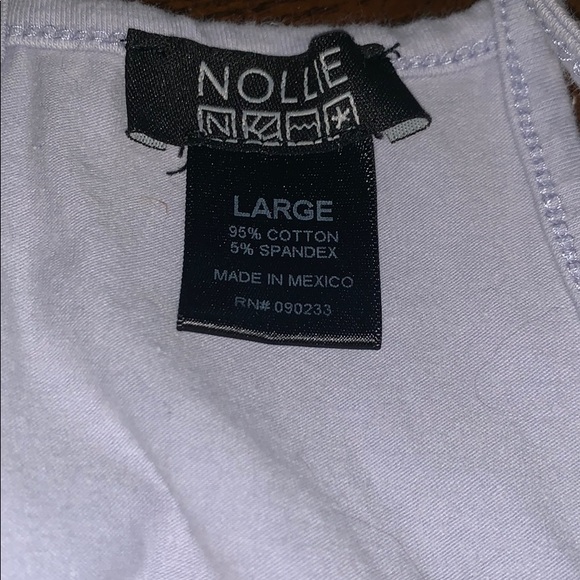 NOLLIE
LARGE
95% COTTON
5% SPANDEX
MADE IN MEXICO
RN# 090233